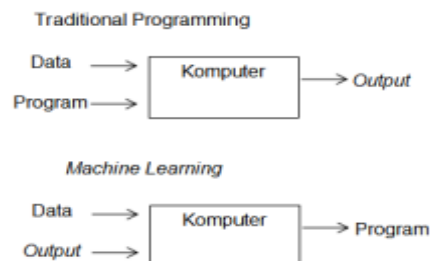 Traditional Programming
Data
Komputer
Output
Program
Machine Learning
Data
Komputer
Program
Output